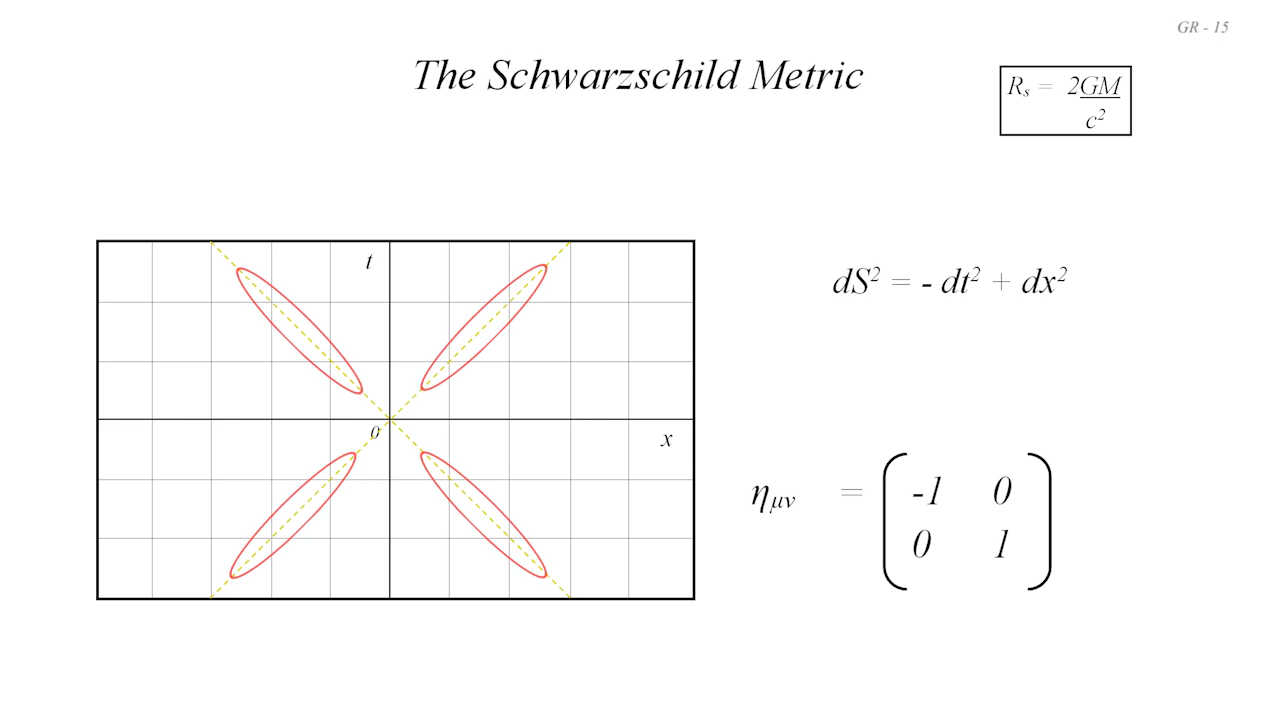 GR - 15
The Schwarzschild Metric
Rₛ = 2GM
c²
t
dS² = - dt² + dx²
0
x
ημν = -1 0
0 1